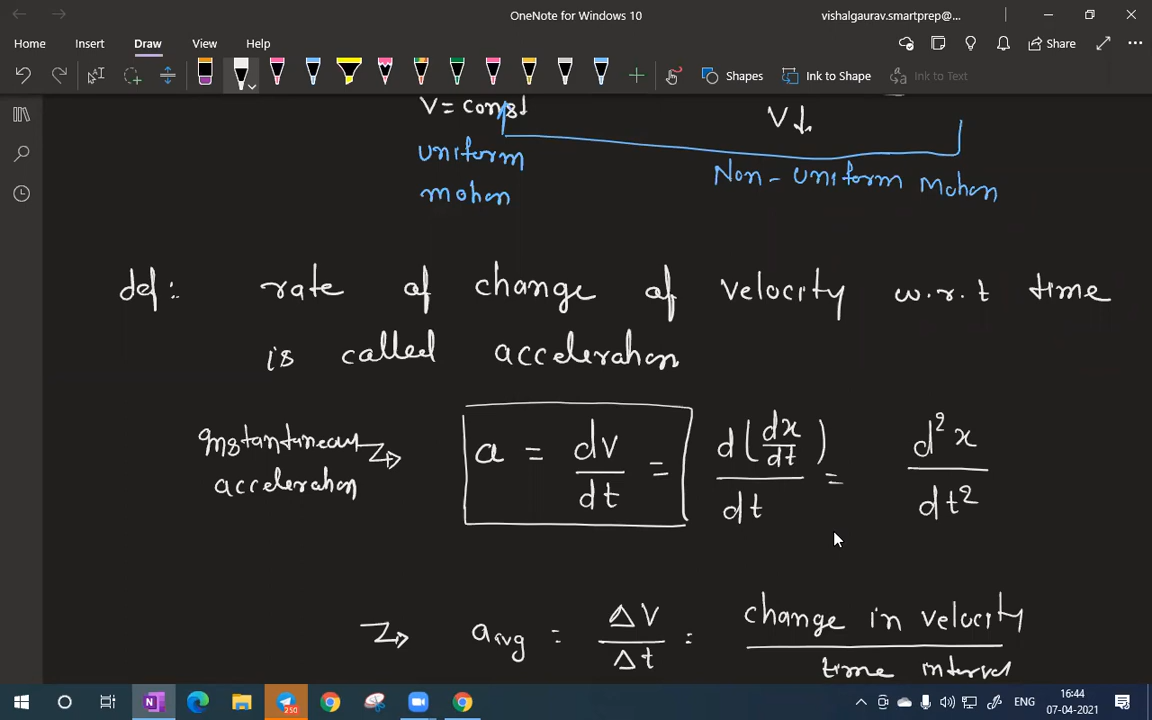 OneNote for Windows 10
vishalgaurav.smartprep@...
Home Insert Draw View Help
Share
Shapes Ink to Shape Ink to Text
V = const
V↓
uniform
motion
Non-uniform Motion
def: rate of change of velocity w.r.t time
is called acceleration
Instantaneous
acceleration
a = dv/dt = d(dx/dt)/dt = d²x/dt²
a avg = ΔV/Δt = change in velocity/time interval
250
ENG
16:44
07-04-2021